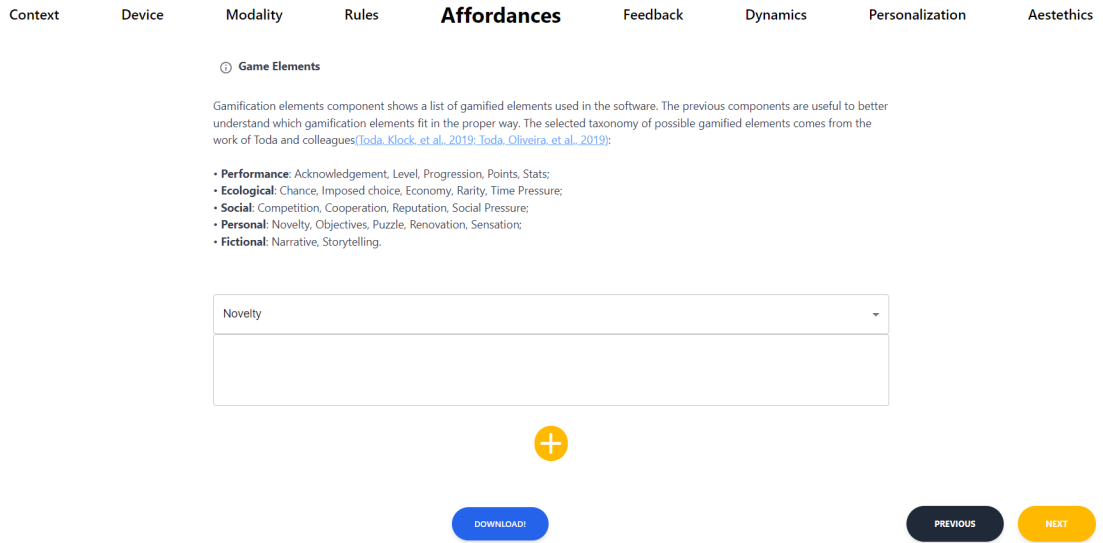 Context Device Modality Rules Affordances Feedback Dynamics Personalization Aestethics
Game Elements
Gamification elements component shows a list of gamified elements used in the software. The previous components are useful to better
understand which gamification elements fit in the proper way. The selected taxonomy of possible gamified elements comes from the
work of Toda and colleagues(Toda, Klock, et al., 2019; Toda, Oliveira, et al., 2019):
• Performance: Acknowledgement, Level, Progression, Points, Stats;
• Ecological: Chance, Imposed choice, Economy, Rarity, Time Pressure;
• Social: Competition, Cooperation, Reputation, Social Pressure;
• Personal: Novelty, Objectives, Puzzle, Renovation, Sensation;
• Fictional: Narrative, Storytelling.
Novelty
DOWNLOAD! PREVIOUS NEXT